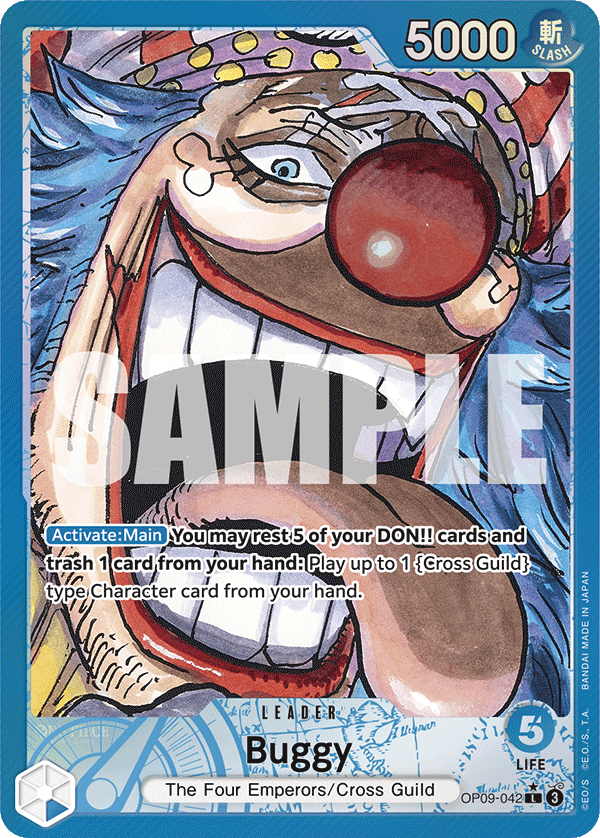 5000
斬
SLASH
SAMPLE
Activate:Main You may rest 5 of your DON!! cards and
trash 1 card from your hand: Play up to 1 {Cross Guild}
type Character card from your hand.
LEADER
Buggy
5
LIFE
The Four Emperors/Cross Guild
OP09-042 L 3
©E.O/S ©E.O./S., T.A. BANDAI MADE IN JAPAN